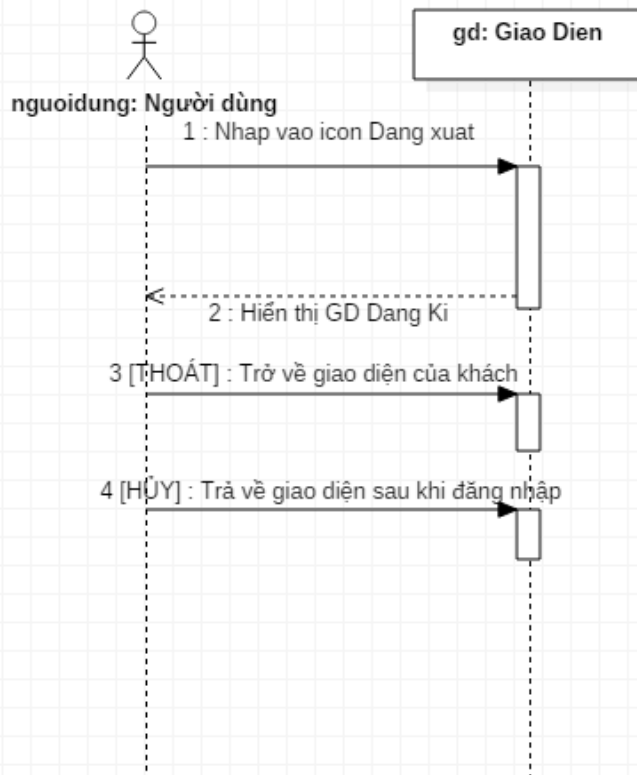 gd: Giao Dien
nguoidung: Người dùng
1 : Nhap vao icon Dang xuat
2 : Hiển thị GD Dang Ki
3 [THOÁT] : Trở về giao diện của khách
4 [HỦY] : Trả về giao diện sau khi đăng nhập